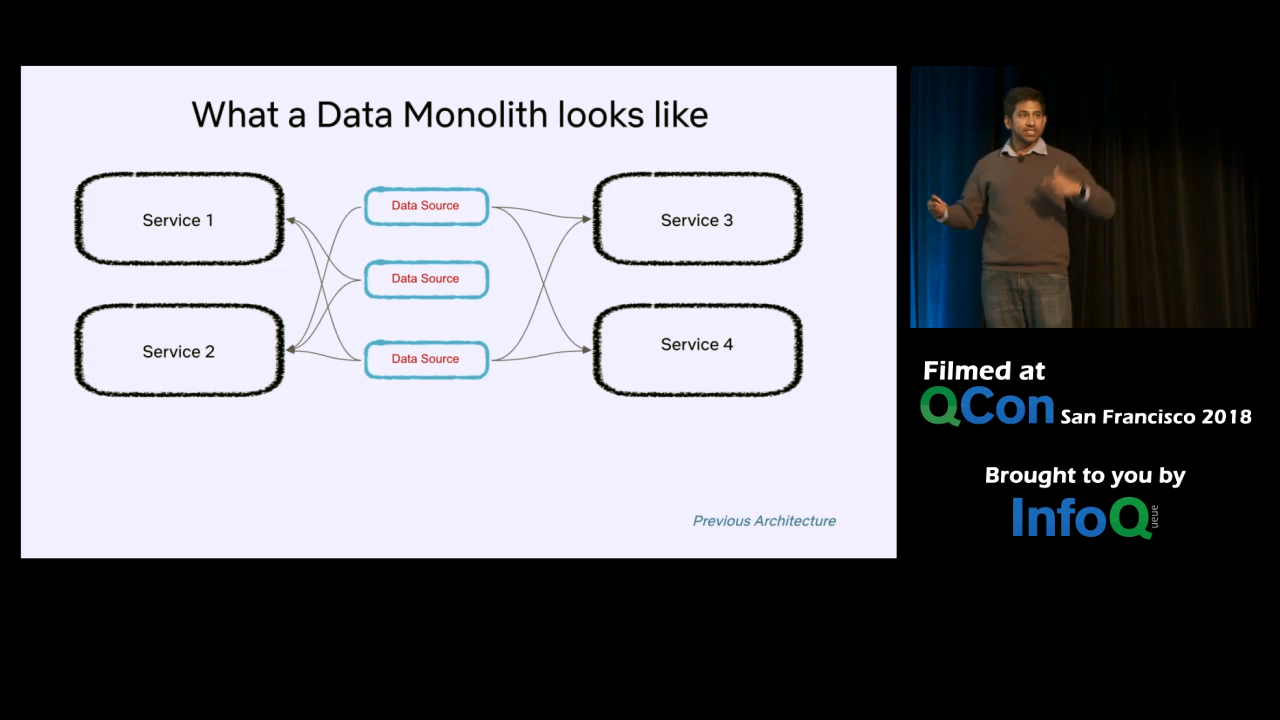 What a Data Monolith looks like
Service 1
Data Source
Service 3
Data Source
Service 2
Data Source
Service 4
Previous Architecture
Filmed at
QCon San Francisco 2018
Brought to you by
InfoQ
ueue